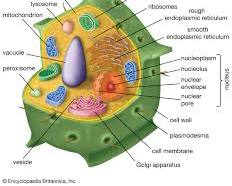 lysosome
mitochondrion
vacuole
peroxisome
vesicle
ribosomes
rough
endoplasmic reticulum
smooth
endoplasmic reticulum
nucleoplasm
nucleolus
nuclear
envelope
nuclear
pore
nucleus
cell wall
plasmodesma
cell membrane
Golgi apparatus
© Encyclopædia Britannica, Inc.